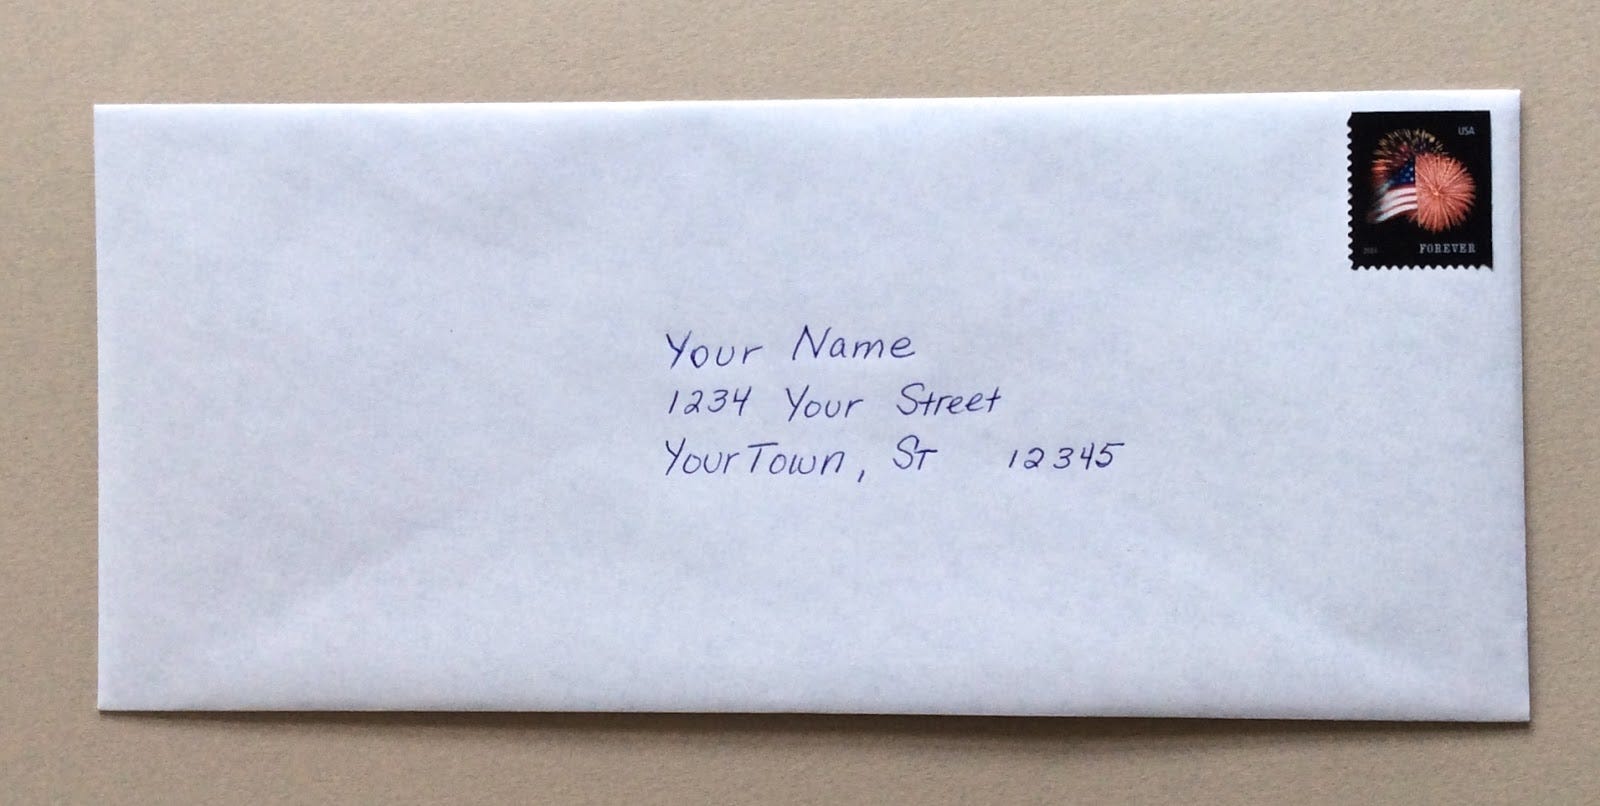 USA
FOREVER
Your Name
1234 Your Street
YourTown, ST 12345